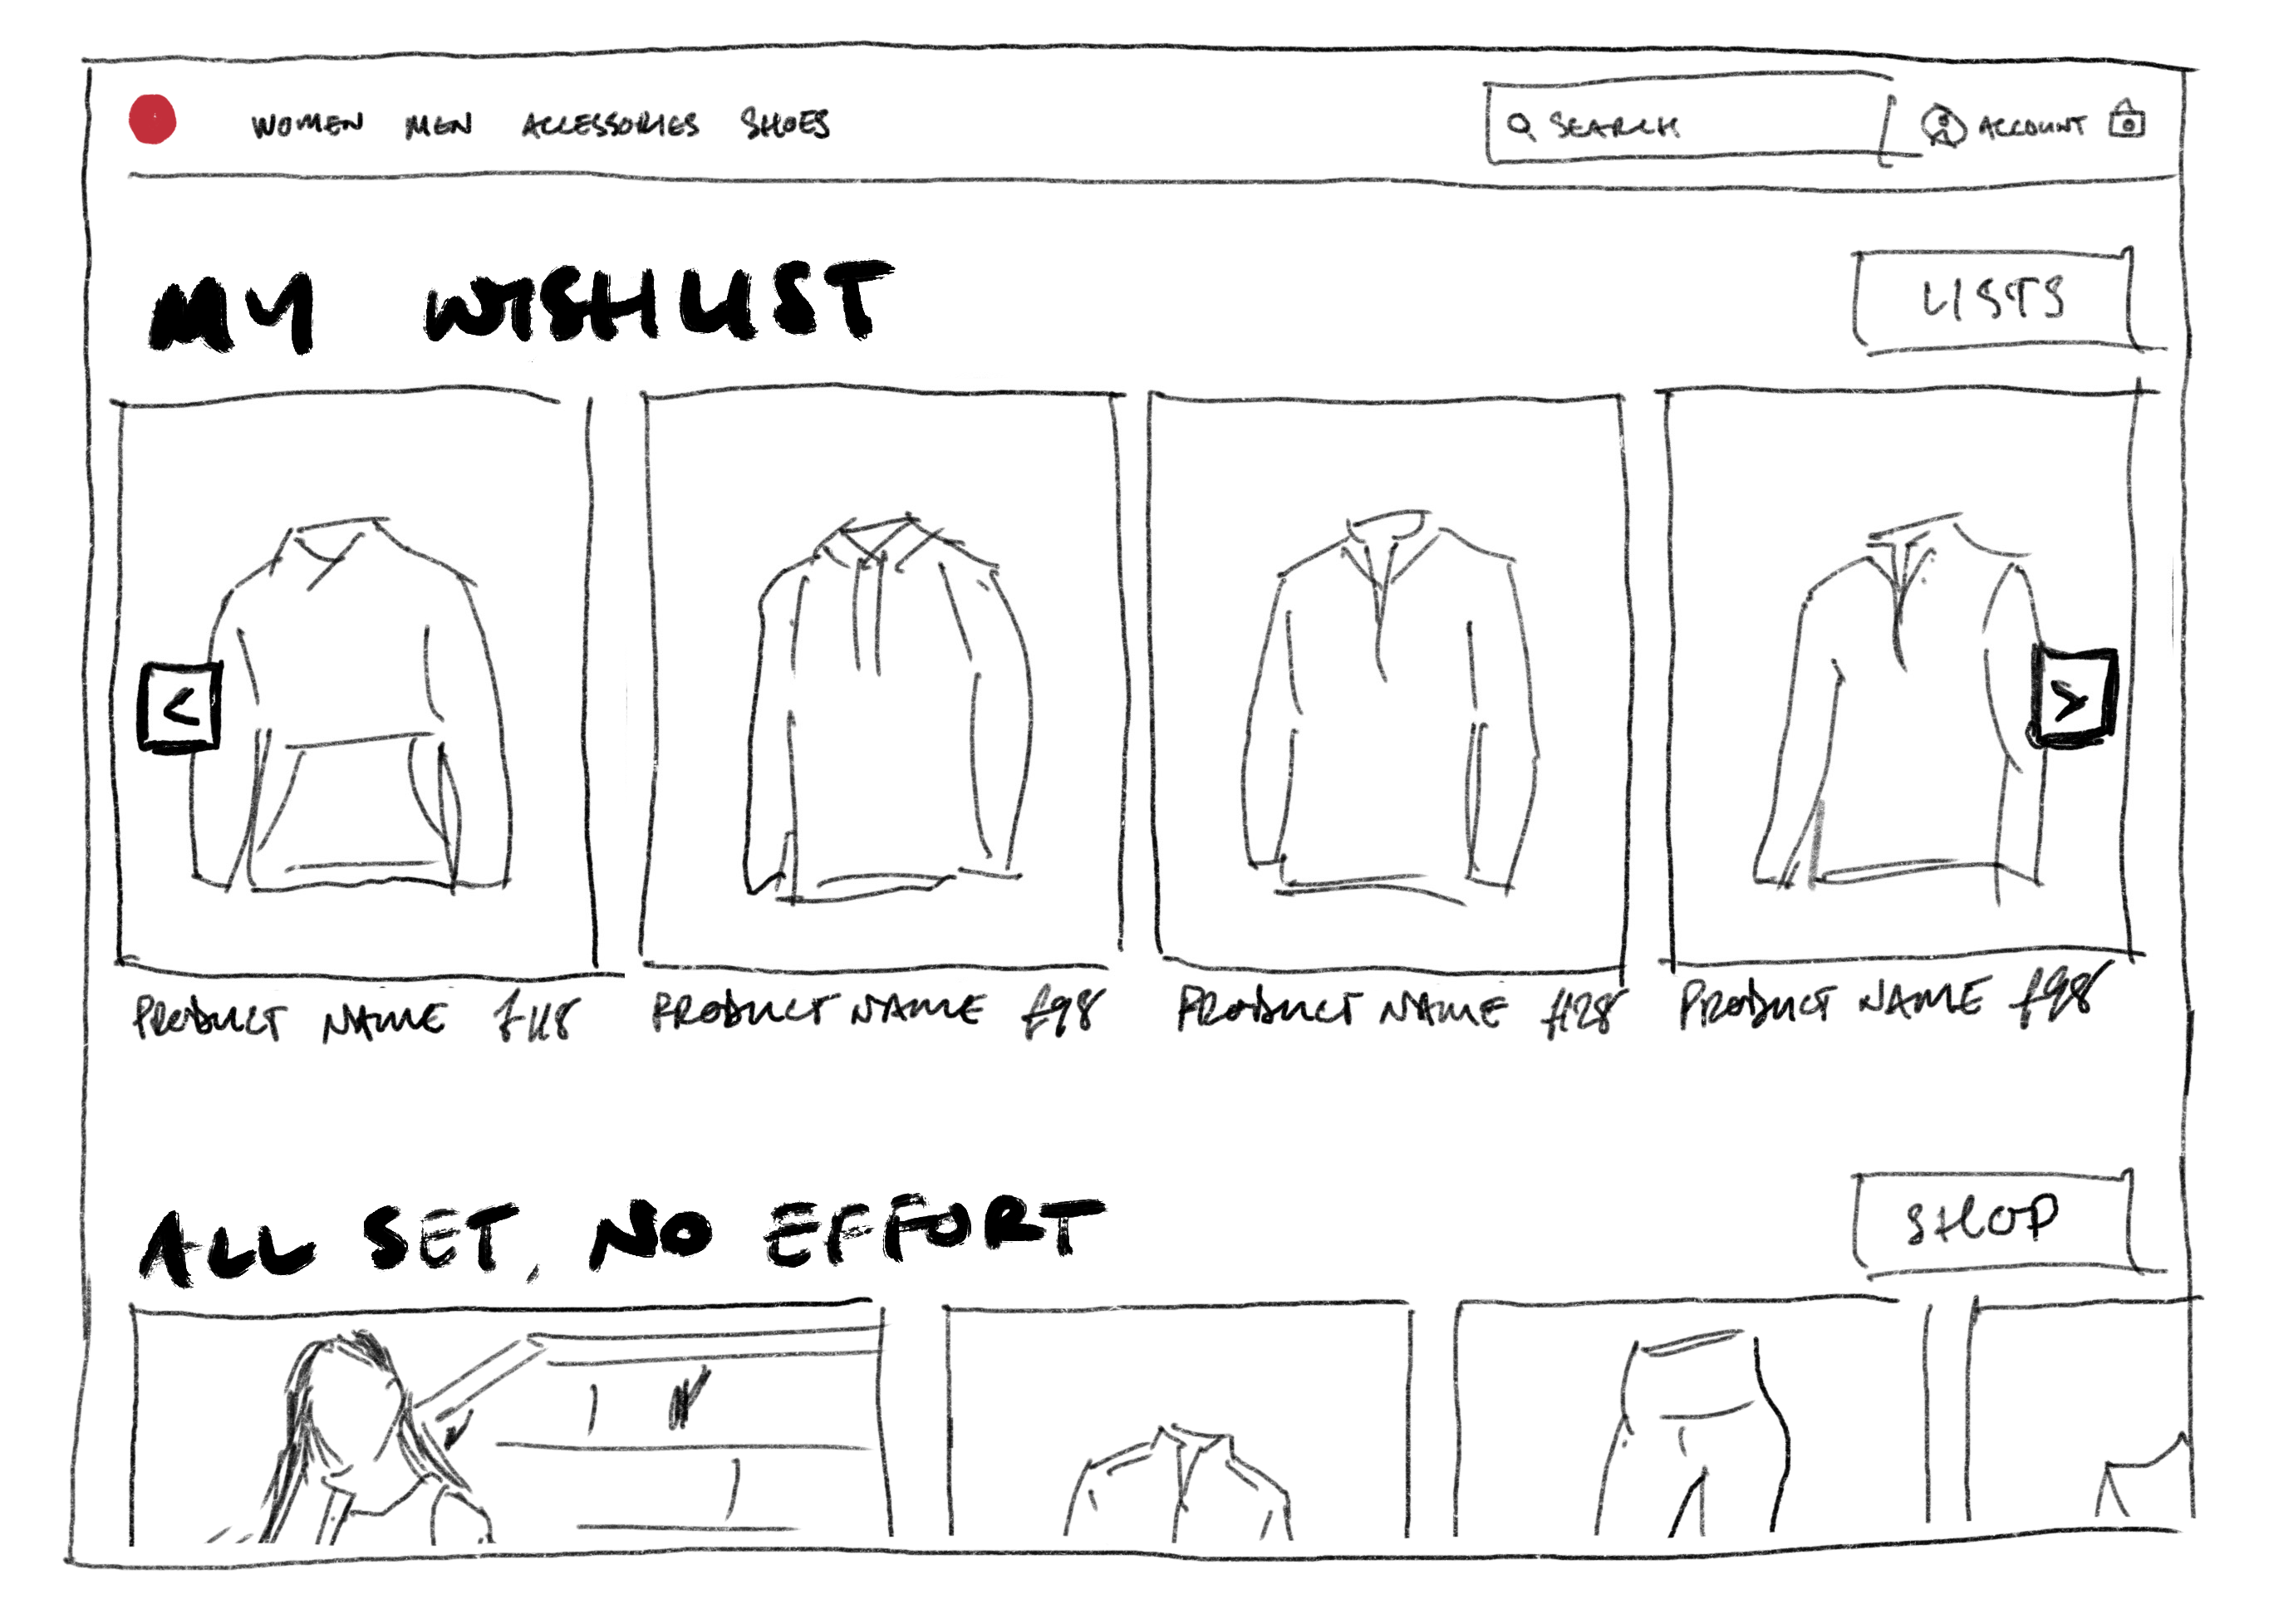 WOMEN MEN ACCESSORIES SHOES SEARCH ACCOUNT
MY WISHLIST LISTS
< >
PRODUCT NAME £118 PRODUCT NAME £98 PRODUCT NAME £128 PRODUCT NAME £98
ALL SET, NO EFFORT SHOP